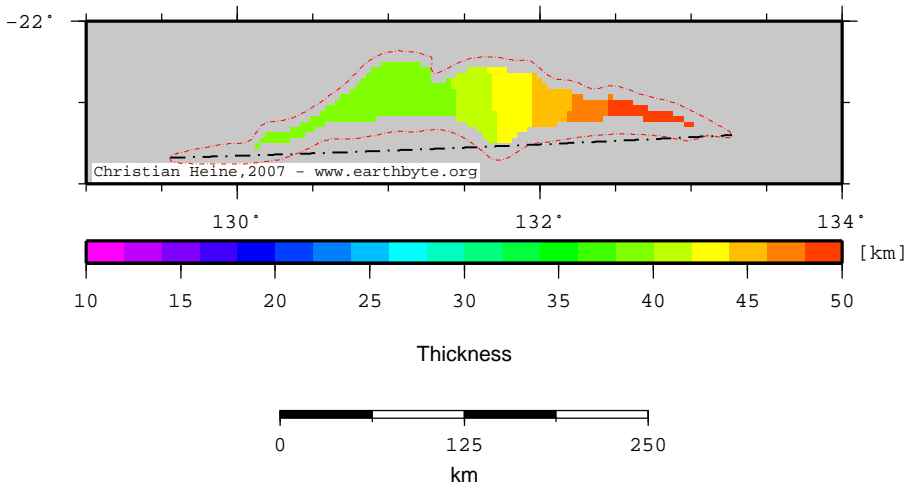 -22°
Christian Heine,2007 - www.earthbyte.org
130° 132° 134°
[km]
10 15 20 25 30 35 40 45 50
Thickness
0 125 250
km